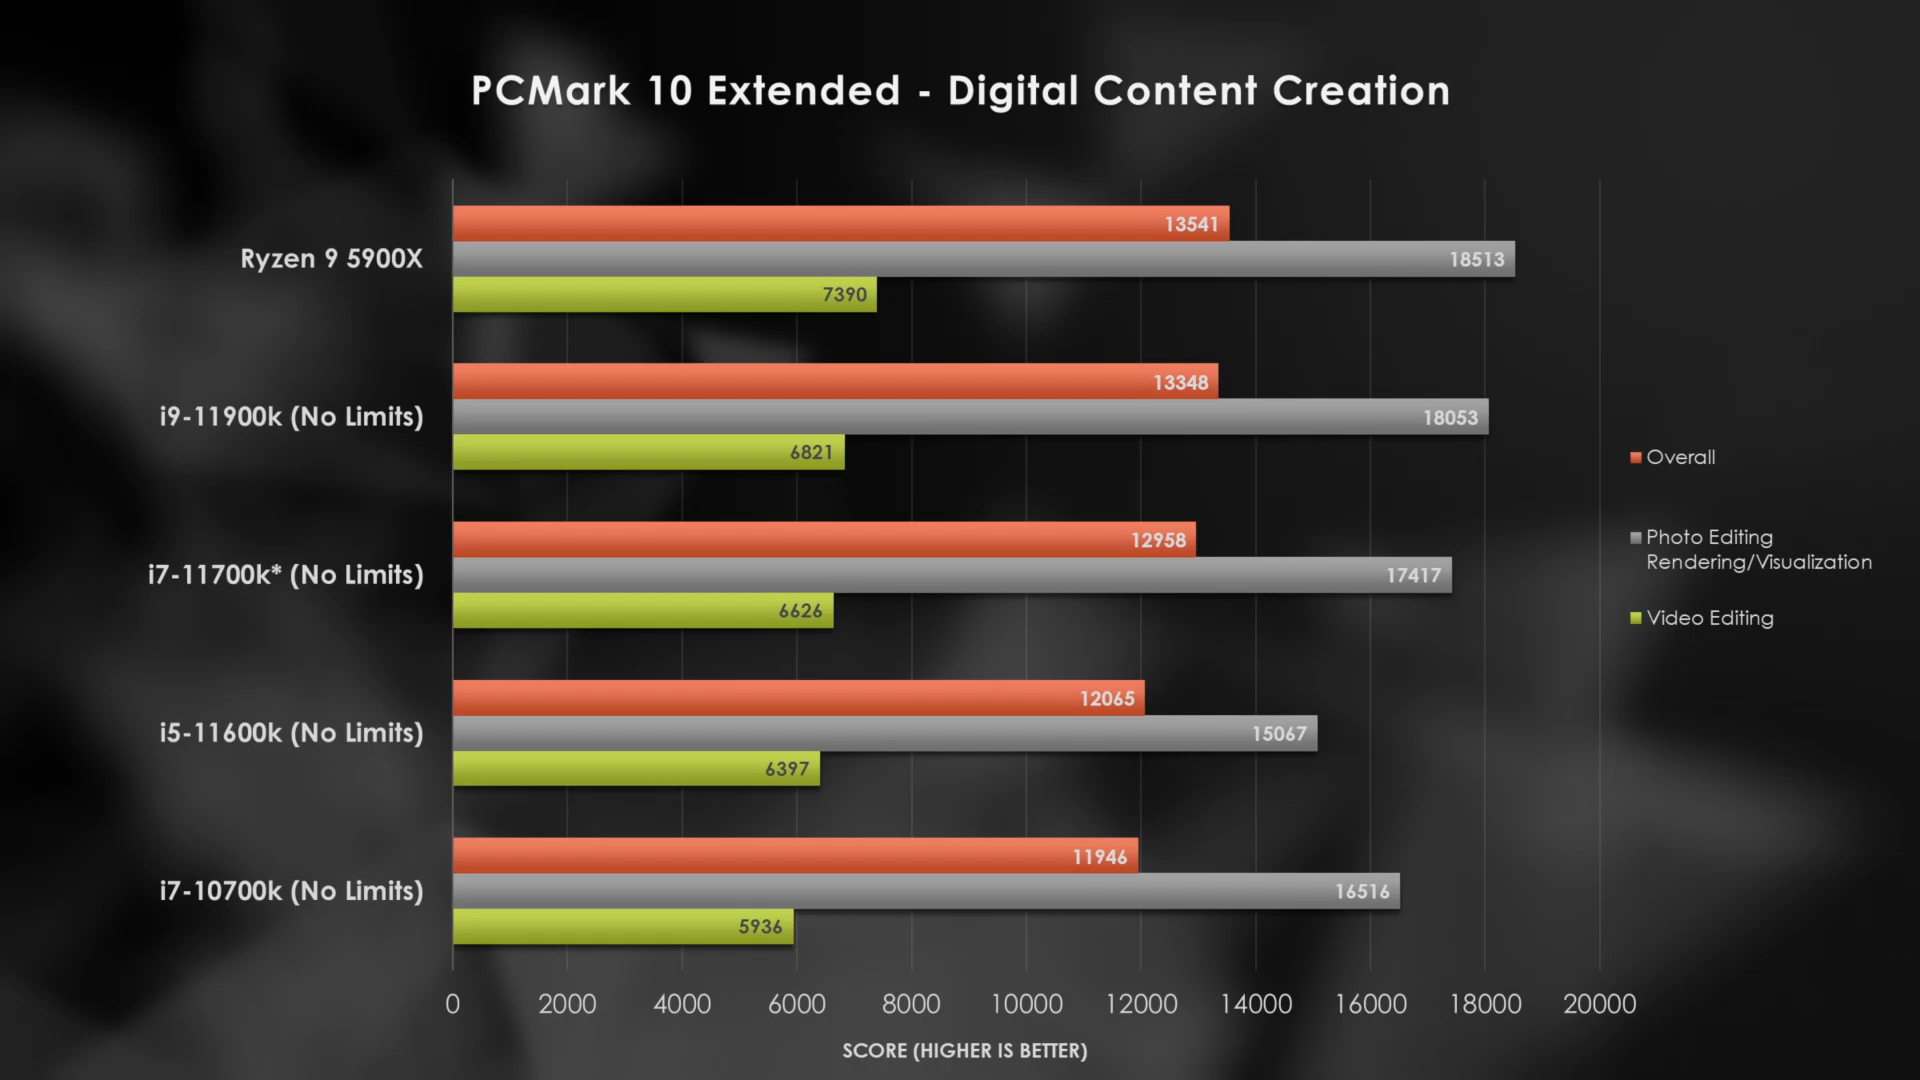 PCMark 10 Extended - Digital Content Creation
Ryzen 9 5900X
13541
18513
7390
i9-11900k (No Limits)
13348
18053
6821
i7-11700k* (No Limits)
12958
17417
6626
i5-11600k (No Limits)
12065
15067
6397
i7-10700k (No Limits)
11946
16516
5936
0 2000 4000 6000 8000 10000 12000 14000 16000 18000 20000
SCORE (HIGHER IS BETTER)
Overall
Photo Editing
Rendering/Visualization
Video Editing